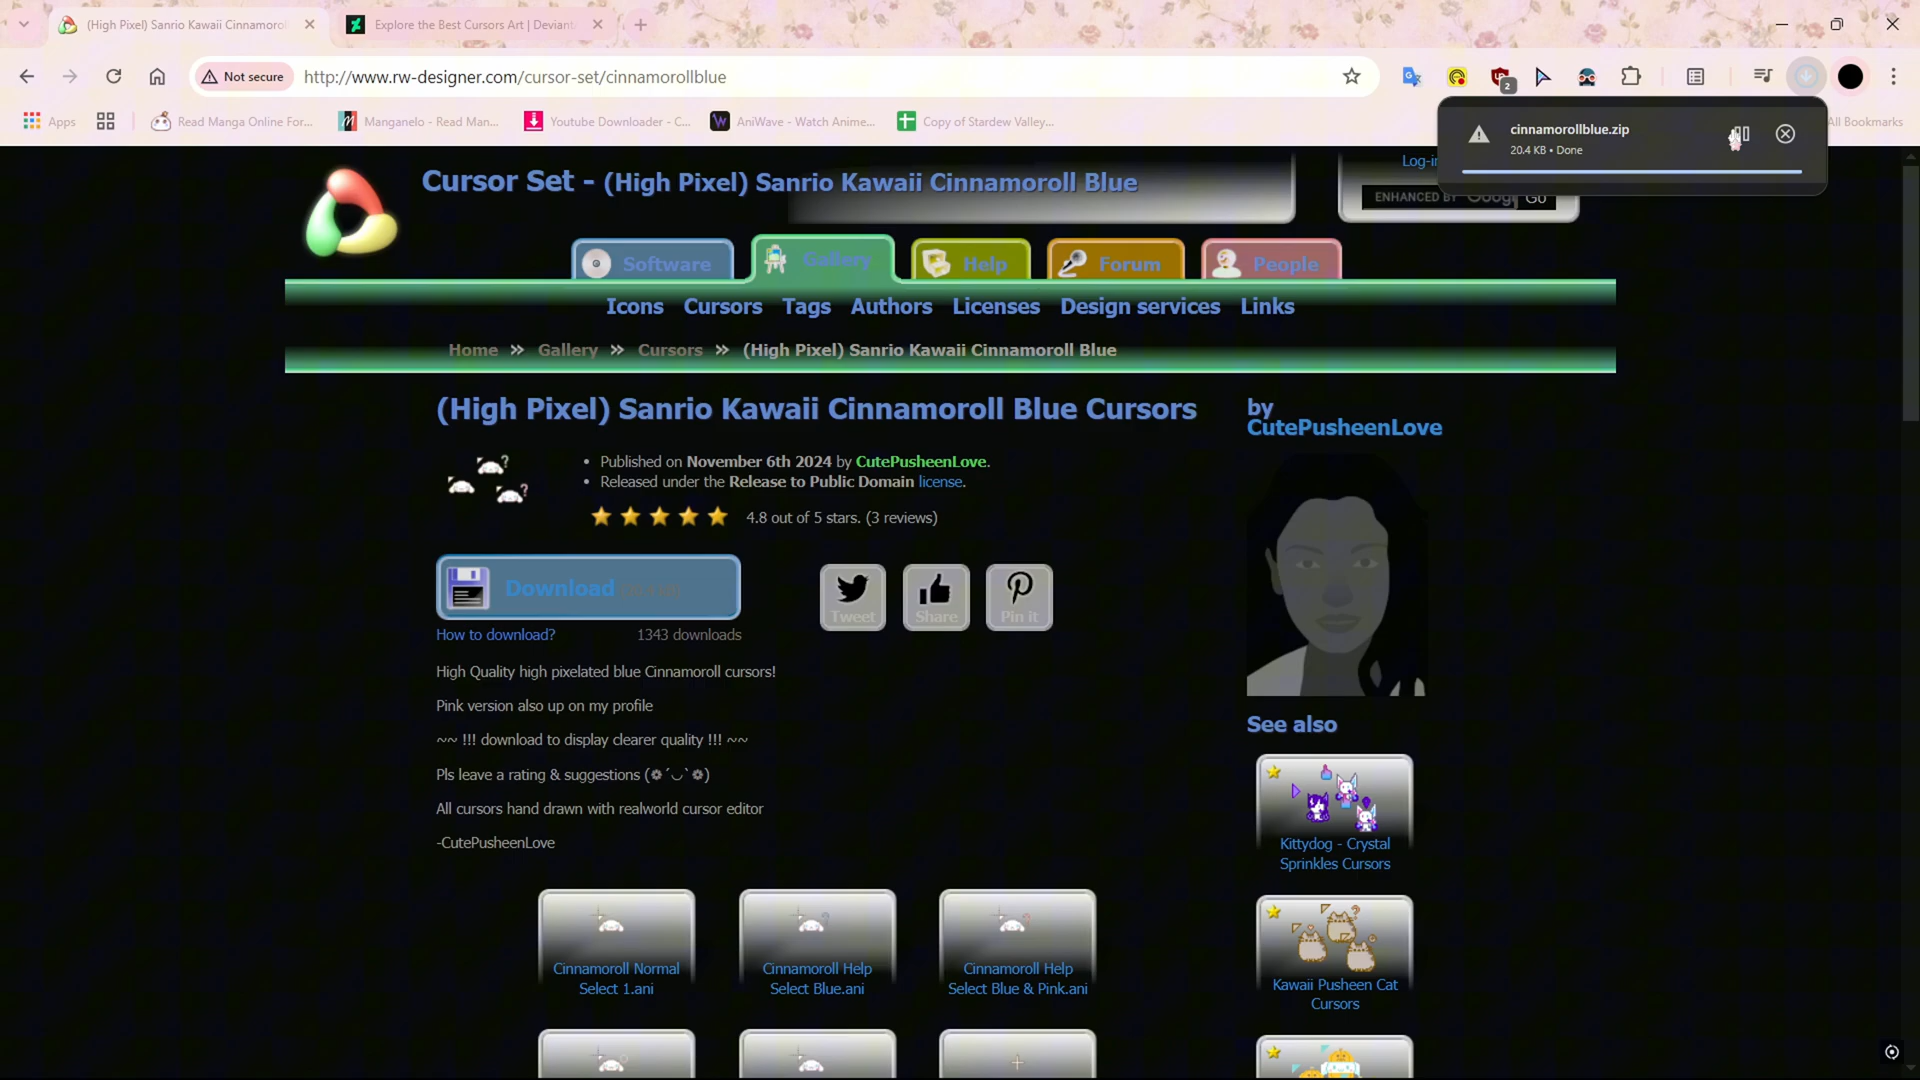 (High Pixel) Sanrio Kawaii Cinnamoro
Explore the Best Cursors Art | Deviant
Not secure
http://www.rw-designer.com/cursor-set/cinnamorollblue
2
Apps
Read Manga Online For...
Manganelo - Read Man...
Youtube Downloader - C...
AniWave - Watch Anime...
Copy of Stardew Valley...
All Bookmarks
cinnamorollblue.zip
20.4 KB • Done
Log-i
ENHANCED BY Google
Go
Cursor Set - (High Pixel) Sanrio Kawaii Cinnamoroll Blue
Software
Gallery
Help
Forum
People
Icons
Cursors
Tags
Authors
Licenses
Design services
Links
Home » Gallery » Cursors » (High Pixel) Sanrio Kawaii Cinnamoroll Blue
(High Pixel) Sanrio Kawaii Cinnamoroll Blue Cursors
Published on November 6th 2024 by CutePusheenLove.
Released under the Release to Public Domain license.
4.8 out of 5 stars. (3 reviews)
Download
Tweet
Share
Pin it
How to download?
1343 downloads
High Quality high pixelated blue Cinnamoroll cursors!
Pink version also up on my profile
~~ !!! download to display clearer quality !!! ~~
Pls leave a rating & suggestions (❁´◡`❁)
All cursors hand drawn with realworld cursor editor
-CutePusheenLove
Cinnamoroll Normal
Select 1.ani
Cinnamoroll Help
Select Blue.ani
Cinnamoroll Help
Select Blue & Pink.ani
by
CutePusheenLove
See also
Kittydog - Crystal
Sprinkles Cursors
Kawaii Pusheen Cat
Cursors